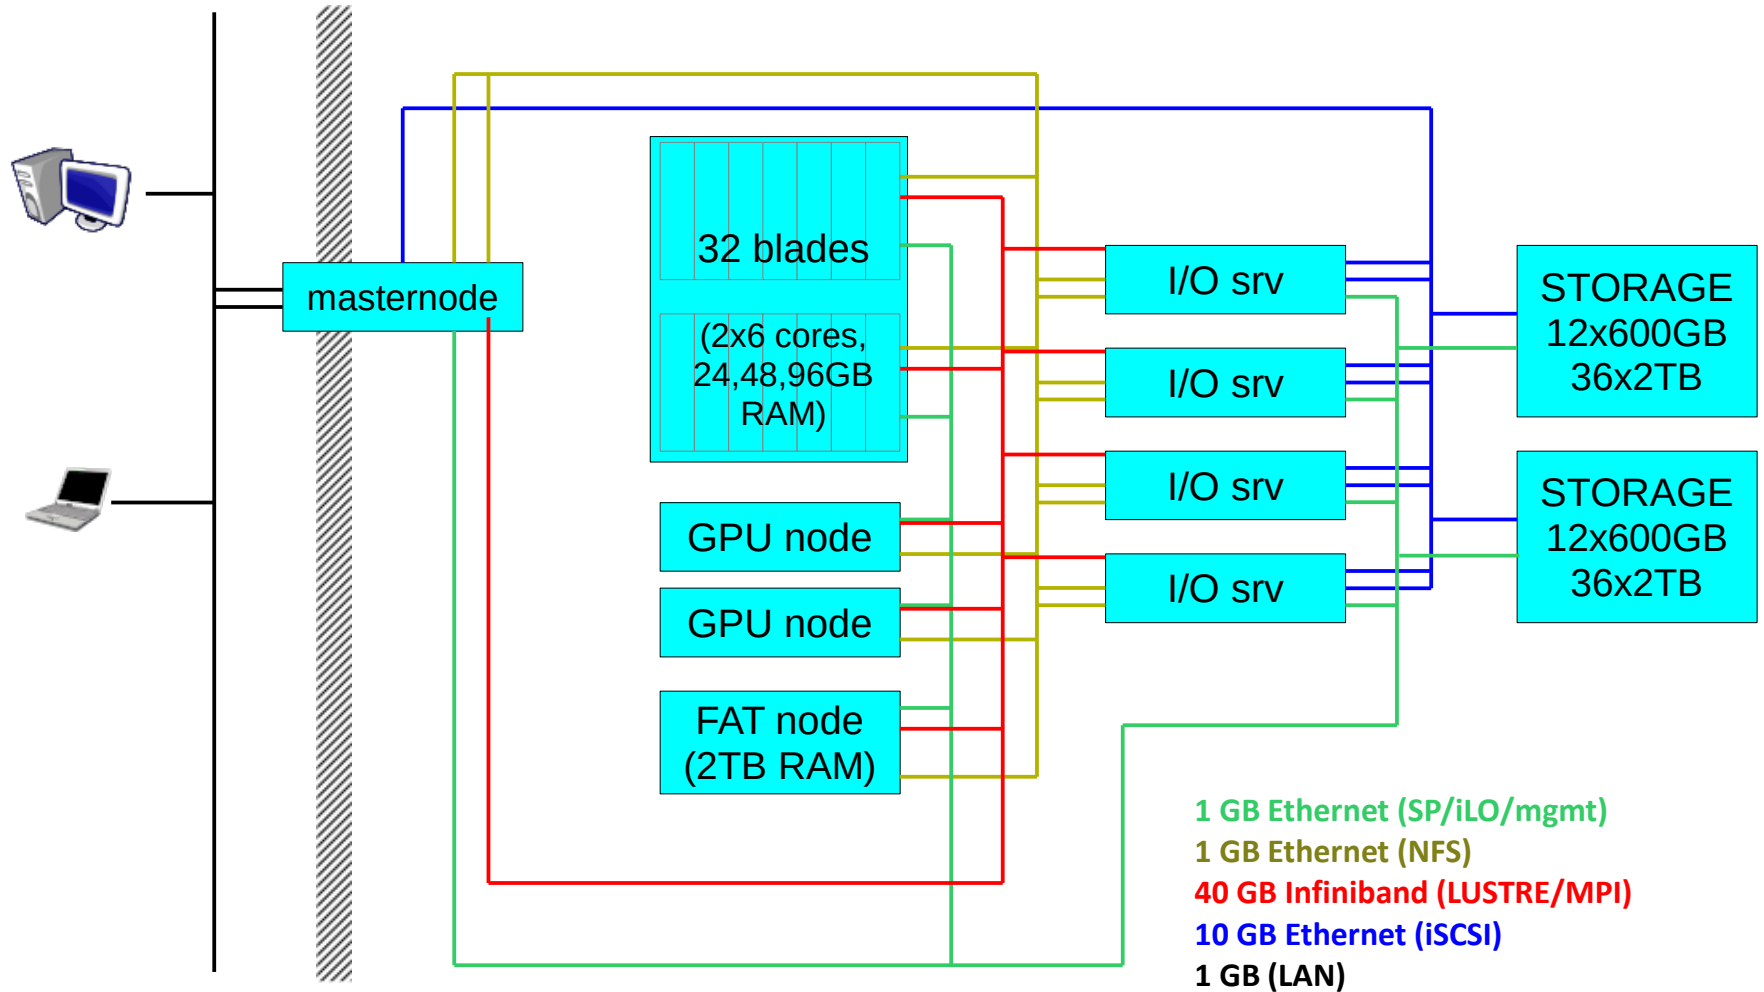 32 blades
(2x6 cores,
24,48,96GB
RAM)
masternode
GPU node
GPU node
FAT node
(2TB RAM)
I/O srv
I/O srv
I/O srv
I/O srv
STORAGE
12x600GB
36x2TB
STORAGE
12x600GB
36x2TB
1 GB Ethernet (SP/iLO/mgmt)
1 GB Ethernet (NFS)
40 GB Infiniband (LUSTRE/MPI)
10 GB Ethernet (iSCSI)
1 GB (LAN)